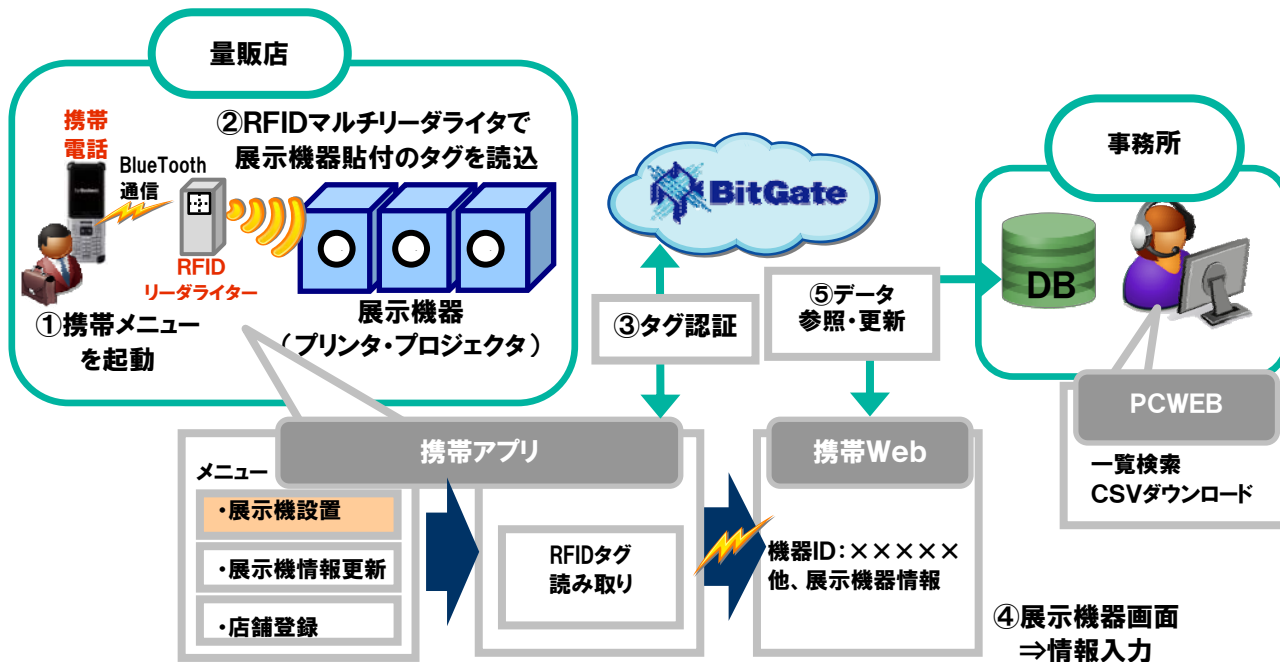 量販店
携帯
電話
BlueTooth
通信
②RFIDマルチリーダライタで
展示機器貼付のタグを読込
RFID
リーダライター
①携帯メニュー
を起動
展示機器
（プリンタ・プロジェクタ）
BitGate
③タグ認証
⑤データ
参照・更新
事務所
DB
PCWEB
一覧検索
CSVダウンロード
携帯アプリ
メニュー
・展示機設置
・展示機情報更新
・店舗登録
RFIDタグ
読み取り
携帯Web
機器ID：×××××
他、展示機器情報
④展示機器画面
⇒情報入力